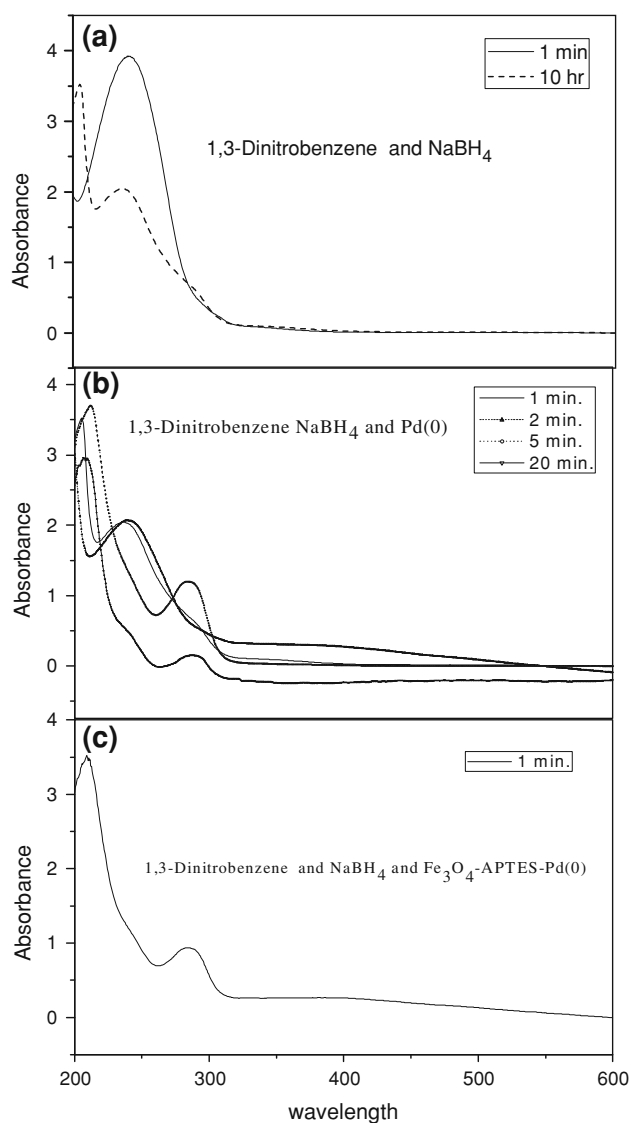 (a)
1 min
10 hr
1,3-Dinitrobenzene and NaBH4
Absorbance
4
3
2
1
0
(b)
1 min.
2 min.
5 min.
20 min.
1,3-Dinitrobenzene NaBH4 and Pd(0)
Absorbance
4
3
2
1
0
(c)
1 min.
1,3-Dinitrobenzene and NaBH4 and Fe3O4-APTES-Pd(0)
Absorbance
4
3
2
1
0
200 300 400 500 600
wavelength